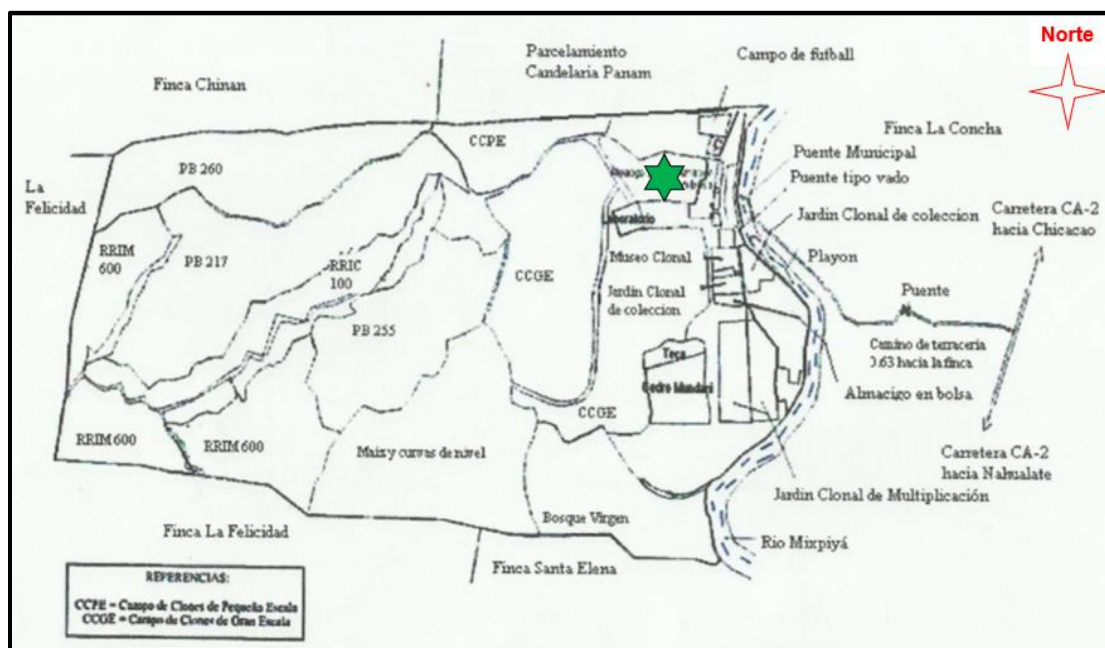 Norte
Parcelamiento
Candelaria Panam
Campo de futball
Finca Chinan
Finca La Concha
CCPE
Puente Municipal
PB 260
Puente tipo vado
La
Felicidad
Laboratorio
Jardin Clonal de coleccion
Carretera CA-2
hacia Chicacao
RRIM
600
PB 217
RRIC
100
CCGE
Museo Clonal
Playon
Jardin Clonal
de coleccion
Puente
PB 255
Teca
Camino de terraceria
0.63 hacia la finca
Cedro Mundani
Almacigo en bolsa
CCGE
RRIM 600
RRIM 600
Maiz y curvas de nivel
Carretera CA-2
hacia Nahualate
Jardin Clonal de Multiplicación
Bosque Virgen
Finca La Felicidad
Rio Mixpiyá
Finca Santa Elena
REFERENCIAS:
CCPE = Campo de Clones de Pequeña Escala
CCGE = Campo de Clones de Gran Escala